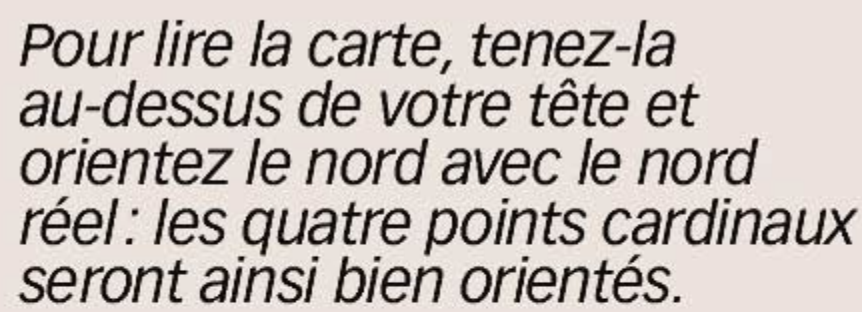 Pour lire la carte, tenez-la
au-dessus de votre tête et
orientez le nord avec le nord
réel : les quatre points cardinaux
seront ainsi bien orientés.